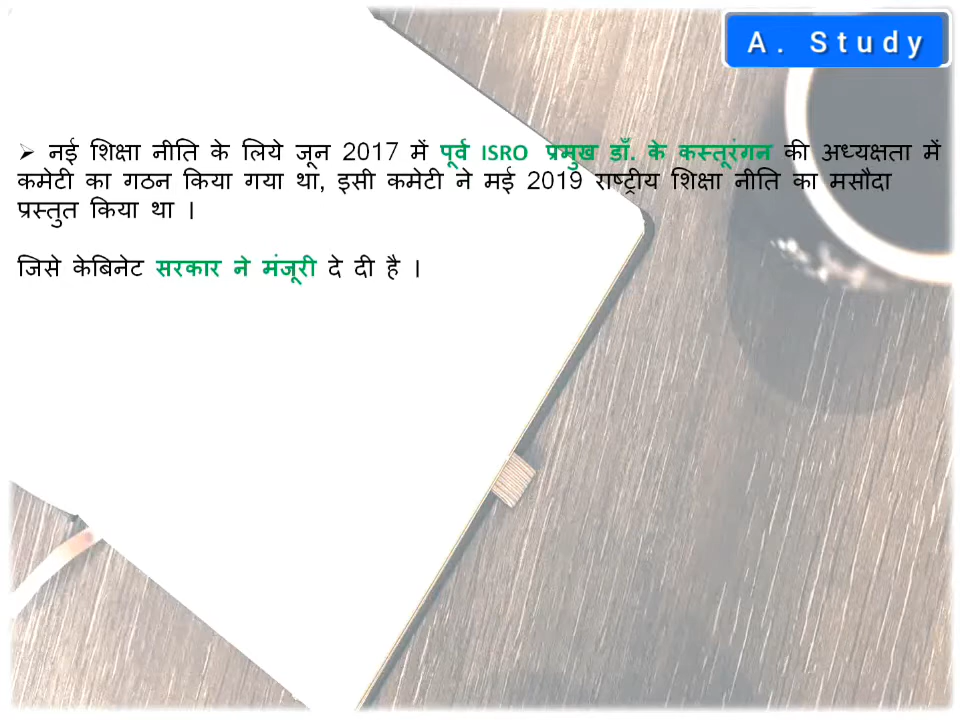 A. Study
➢ नई शिक्षा नीति के लिये जून 2017 में पूर्व ISRO प्रमुख डाँ. के कस्तूरंगन की अध्यक्षता में
कमेटी का गठन किया गया था, इसी कमेटी ने मई 2019 राष्ट्रीय शिक्षा नीति का मसौदा
प्रस्तुत किया था ।
जिसे केबिनेट सरकार ने मंजूरी दे दी है ।